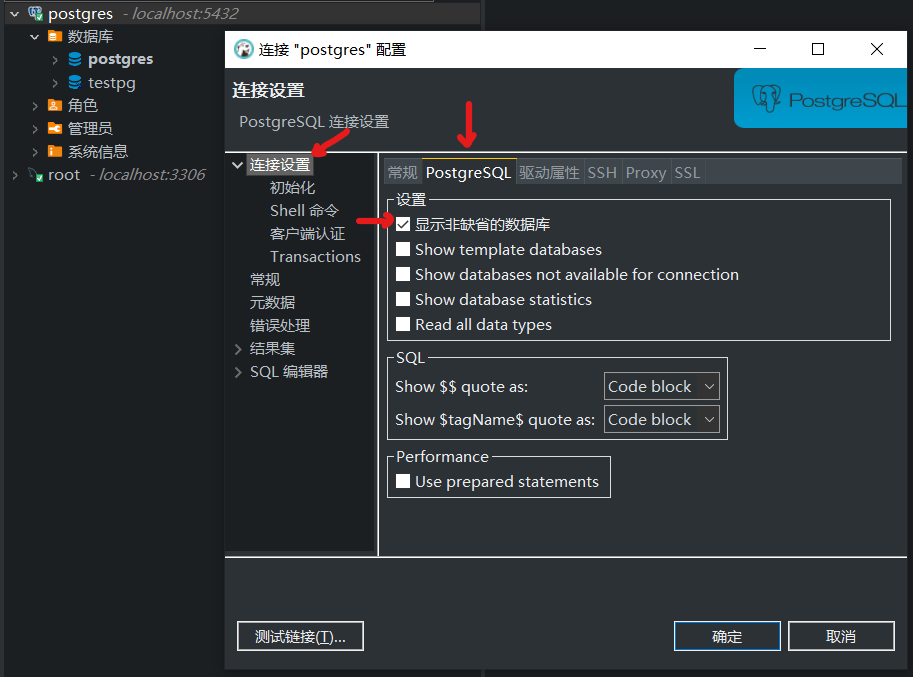 postgres - localhost:5432
数据库
postgres
testpg
角色
管理员
系统信息
root - localhost:3306
连接 "postgres" 配置
连接设置
PostgreSQL 连接设置
PostgreSQL
连接设置
初始化
Shell 命令
客户端认证
Transactions
常规
元数据
错误处理
结果集
SQL 编辑器
常规 PostgreSQL 驱动属性 SSH Proxy SSL
设置
显示非缺省的数据库
Show template databases
Show databases not available for connection
Show database statistics
Read all data types
SQL
Show $$ quote as: Code block
Show $tagName$ quote as: Code block
Performance
Use prepared statements
测试链接(T)... 确定 取消